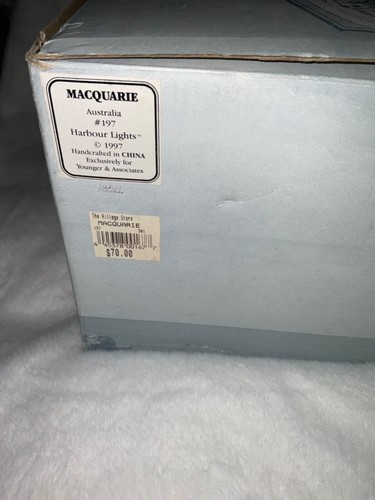 MACQUARIE
Australia
#197
Harbour Lights™
© 1997
Handcrafted in CHINA
Exclusively for
Younger & Associates
The Village Store
MACQUARIE
197
$70.00